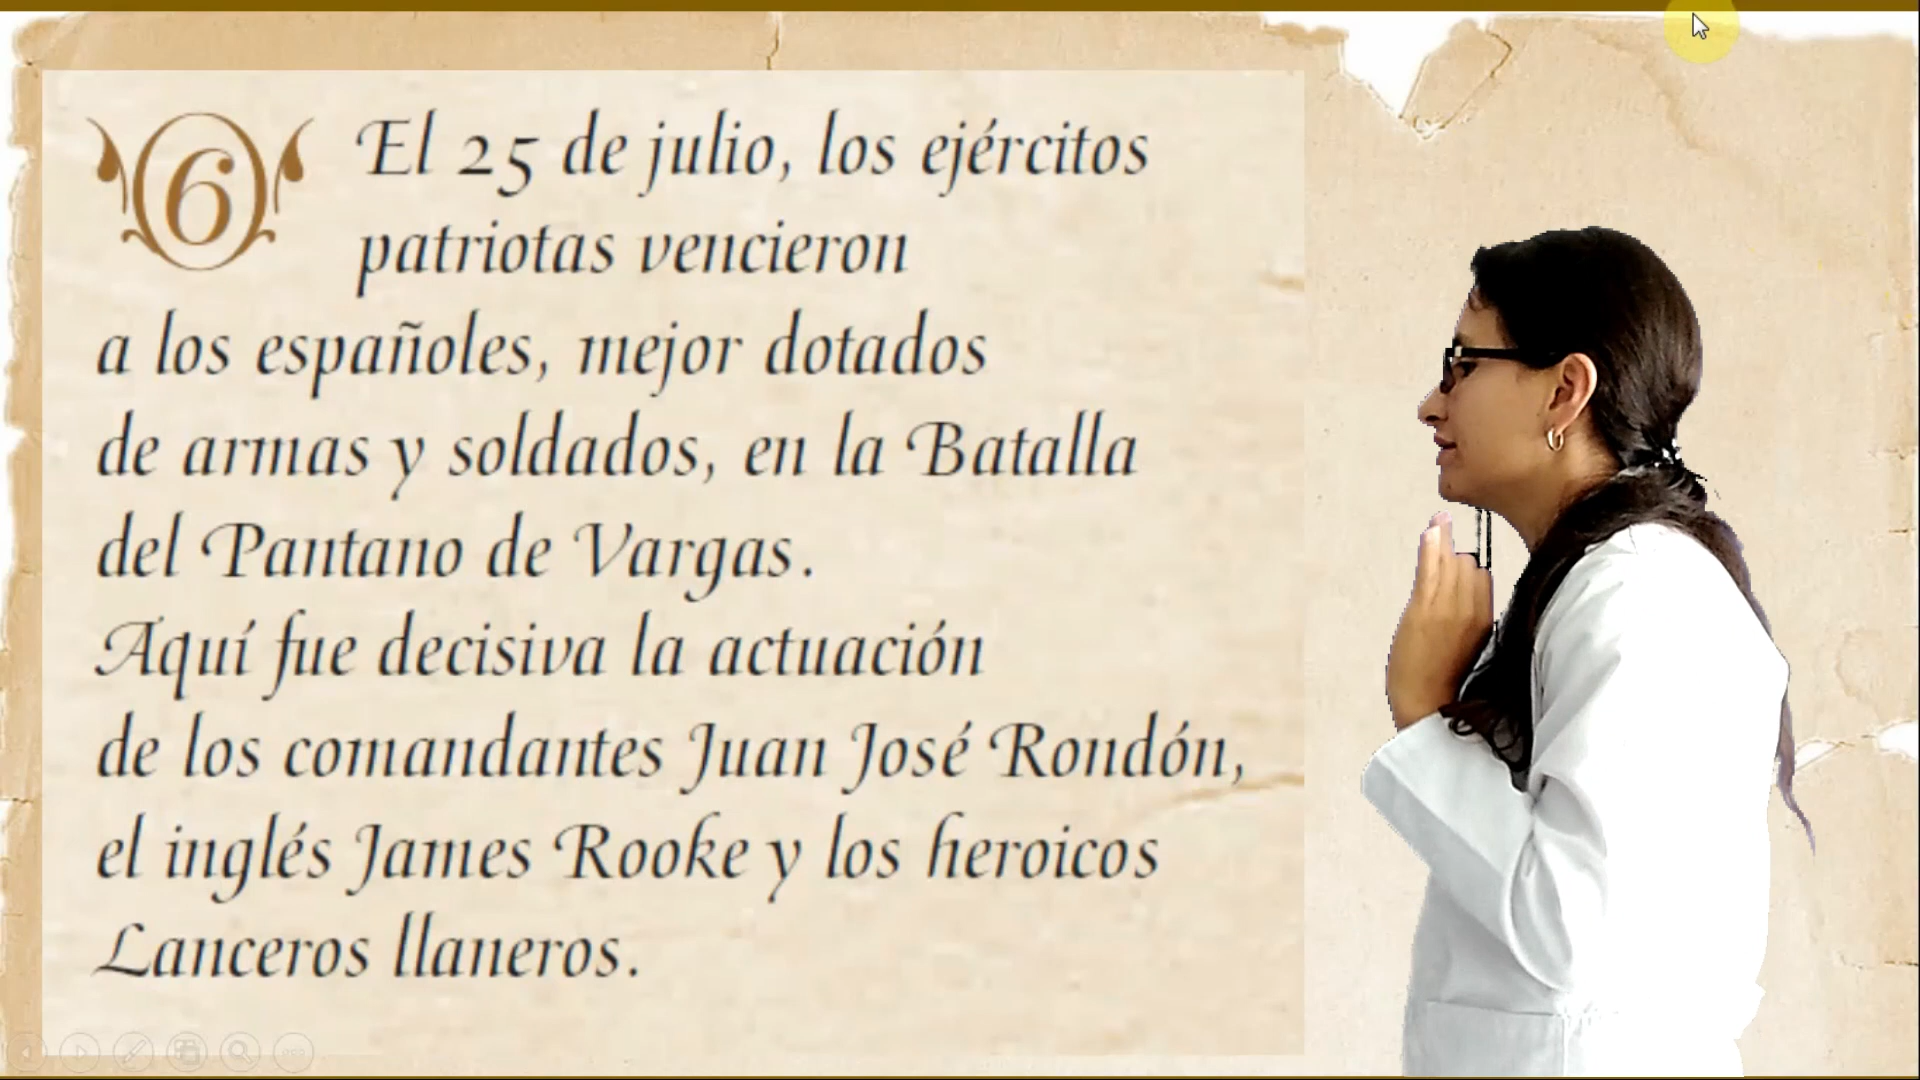 6 El 25 de julio, los ejércitos
patriotas vencieron
a los españoles, mejor dotados
de armas y soldados, en la Batalla
del Pantano de Vargas.
Aquí fue decisiva la actuación
de los comandantes Juan José Rondón,
el inglés James Rooke y los heroicos
Lanceros llaneros.